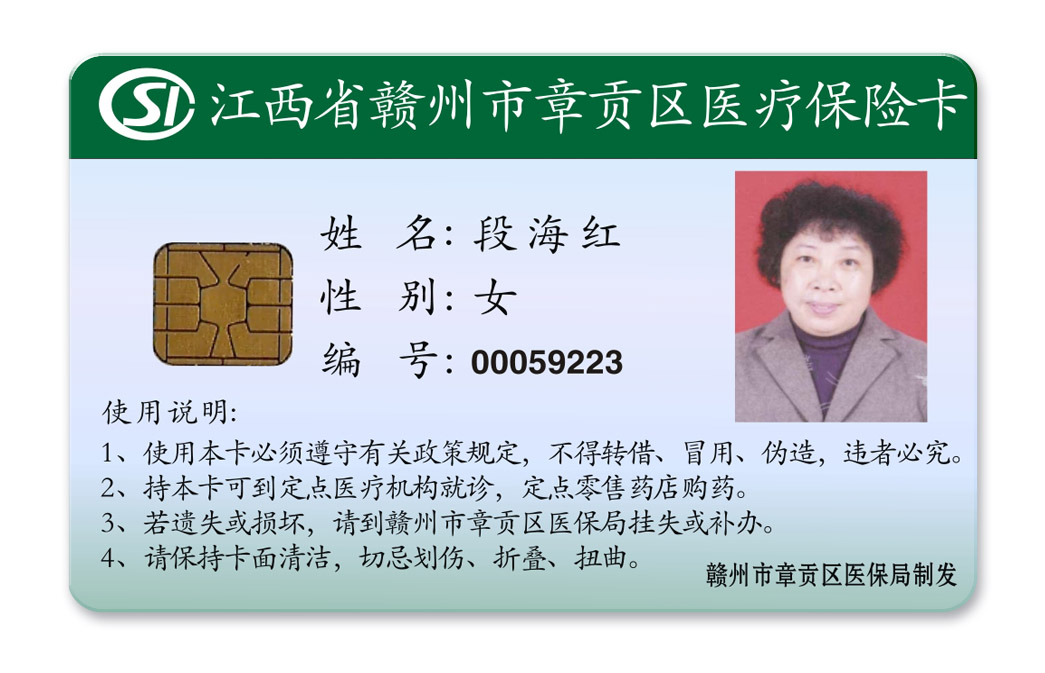 SI 江西省赣州市章贡区医疗保险卡
姓 名：段海红
性 别：女
编 号：00059223
使用说明：
1、使用本卡必须遵守有关政策规定，不得转借、冒用、伪造，违者必究。
2、持本卡可到定点医疗机构就诊，定点零售药店购药。
3、若遗失或损坏，请到赣州市章贡区医保局挂失或补办。
4、请保持卡面清洁，切忌划伤、折叠、扭曲。
赣州市章贡区医保局制发